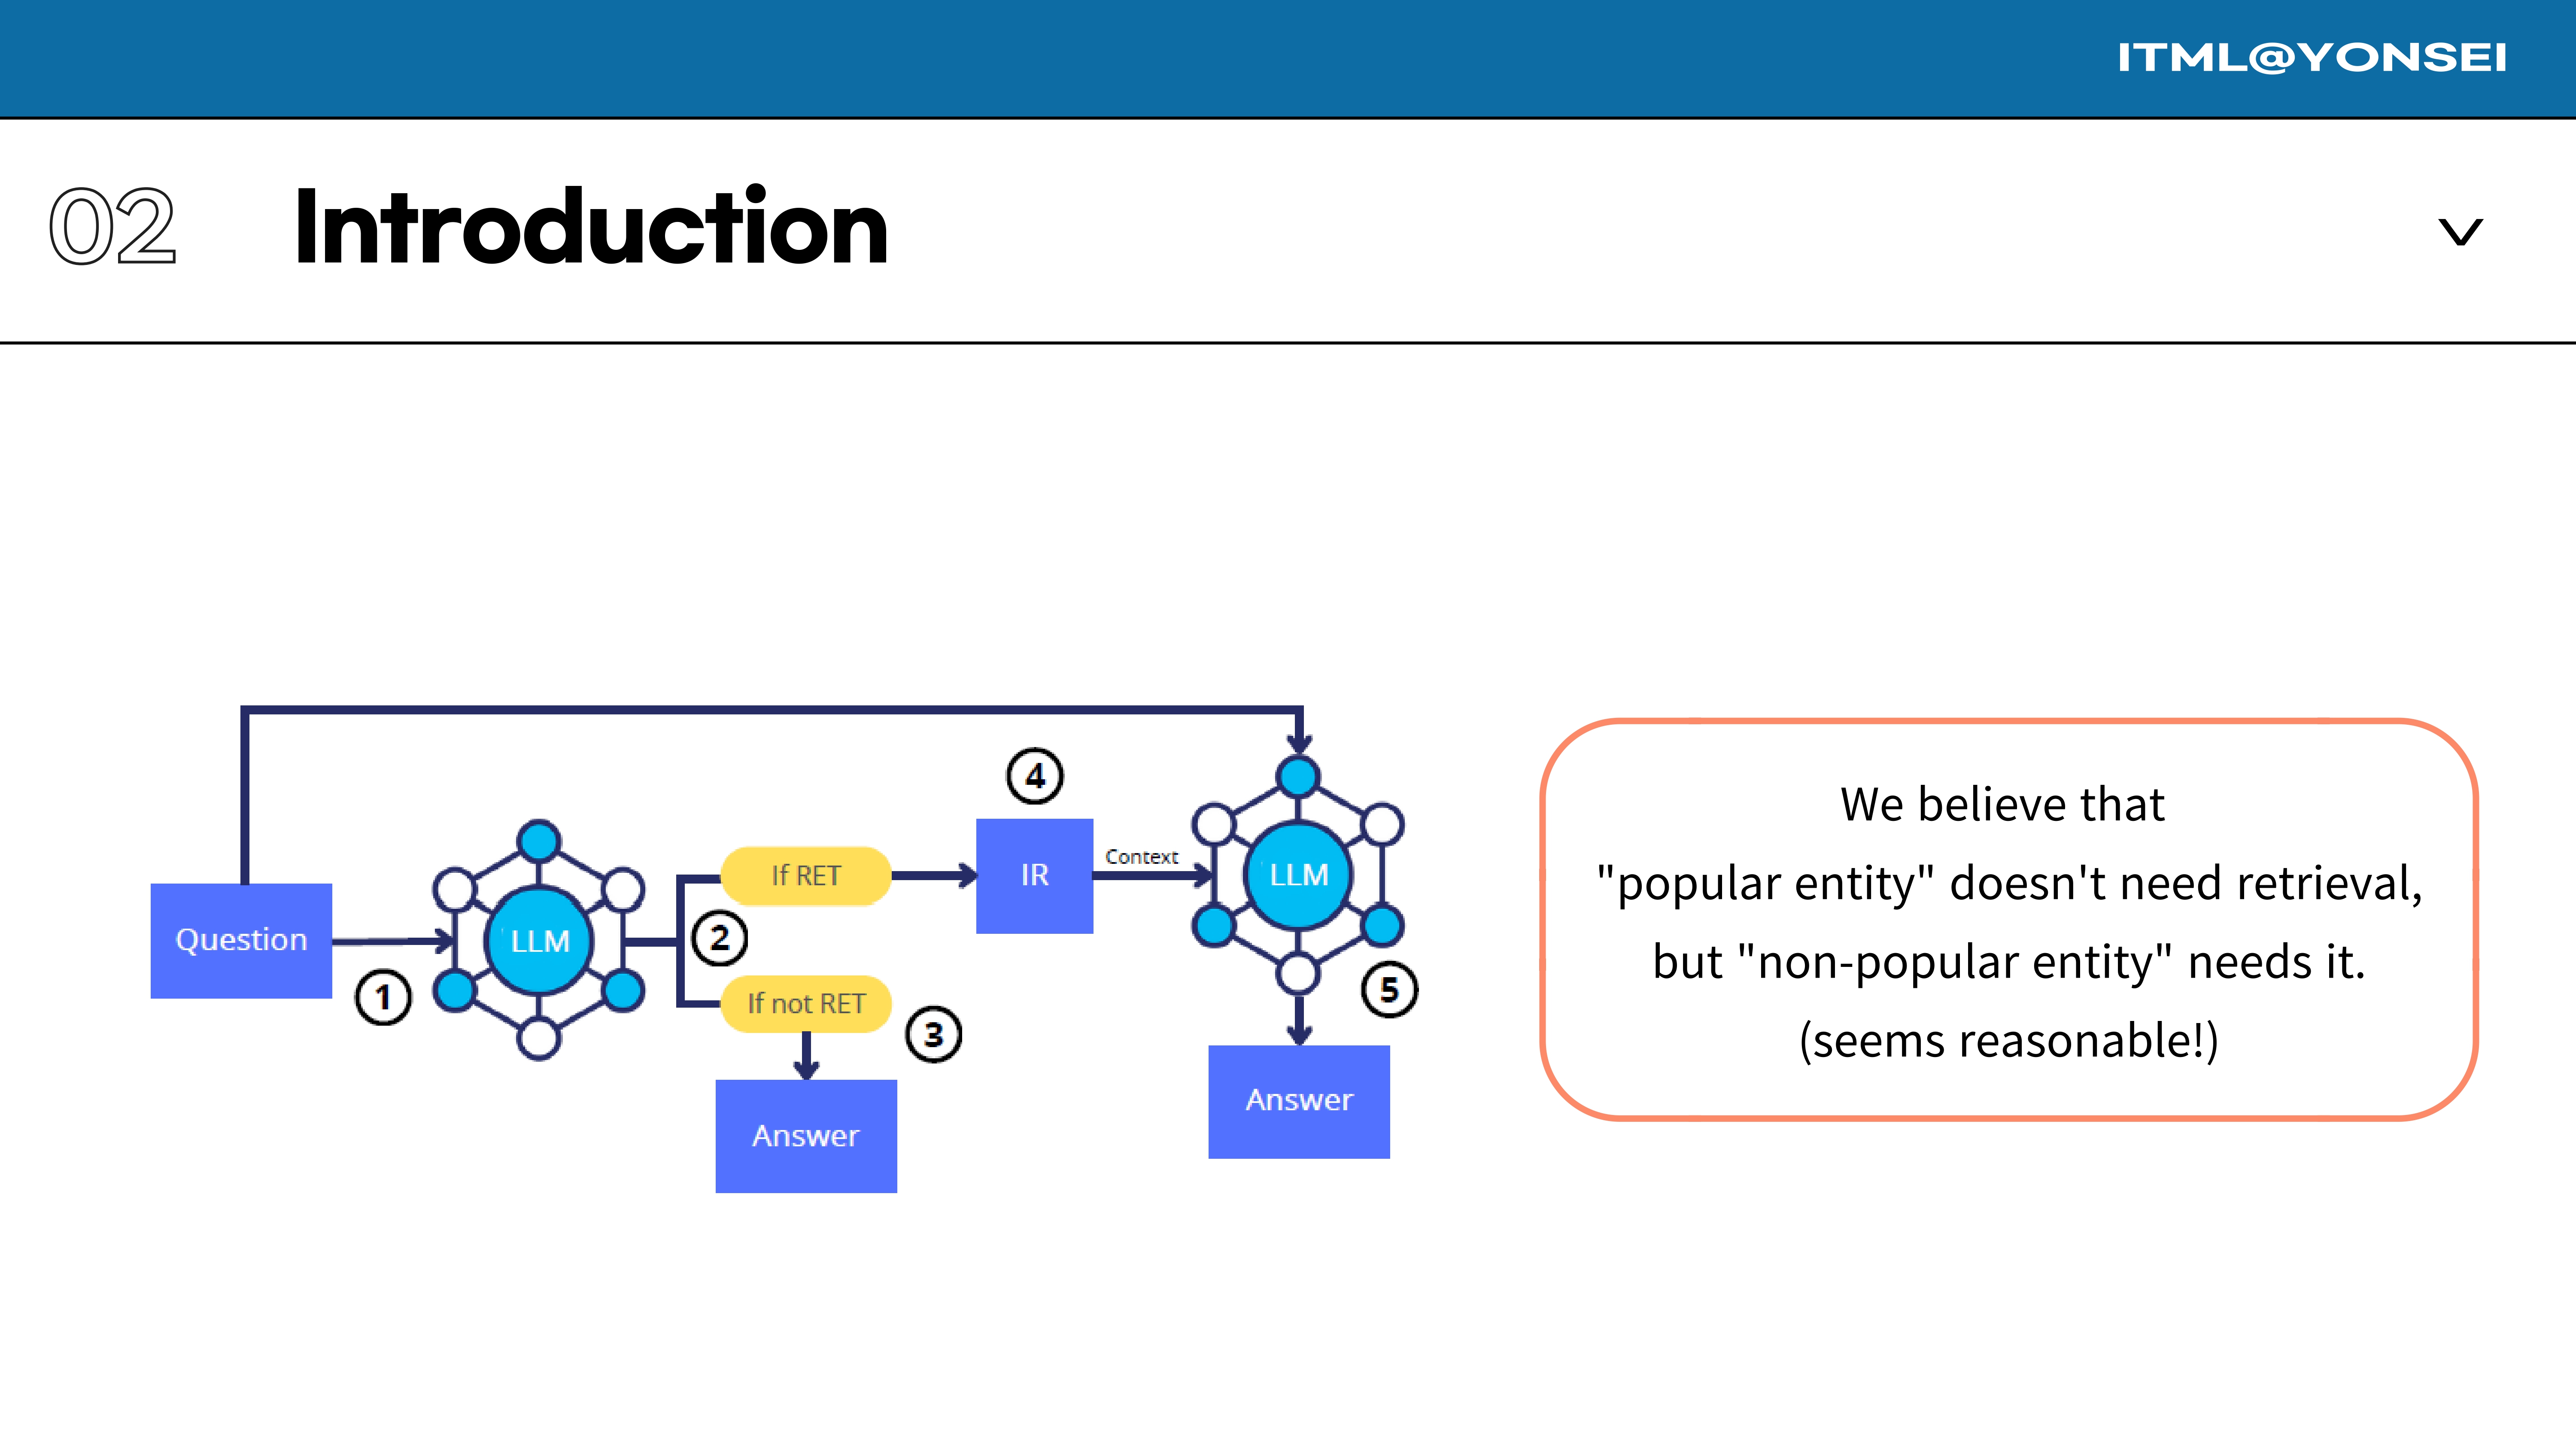 ITML@YONSEI
02 Introduction
4
If RET
IR
Context
LLM
Question
LLM
2
1
If not RET
3
5
Answer
Answer
We believe that
"popular entity" doesn't need retrieval,
but "non-popular entity" needs it.
(seems reasonable!)